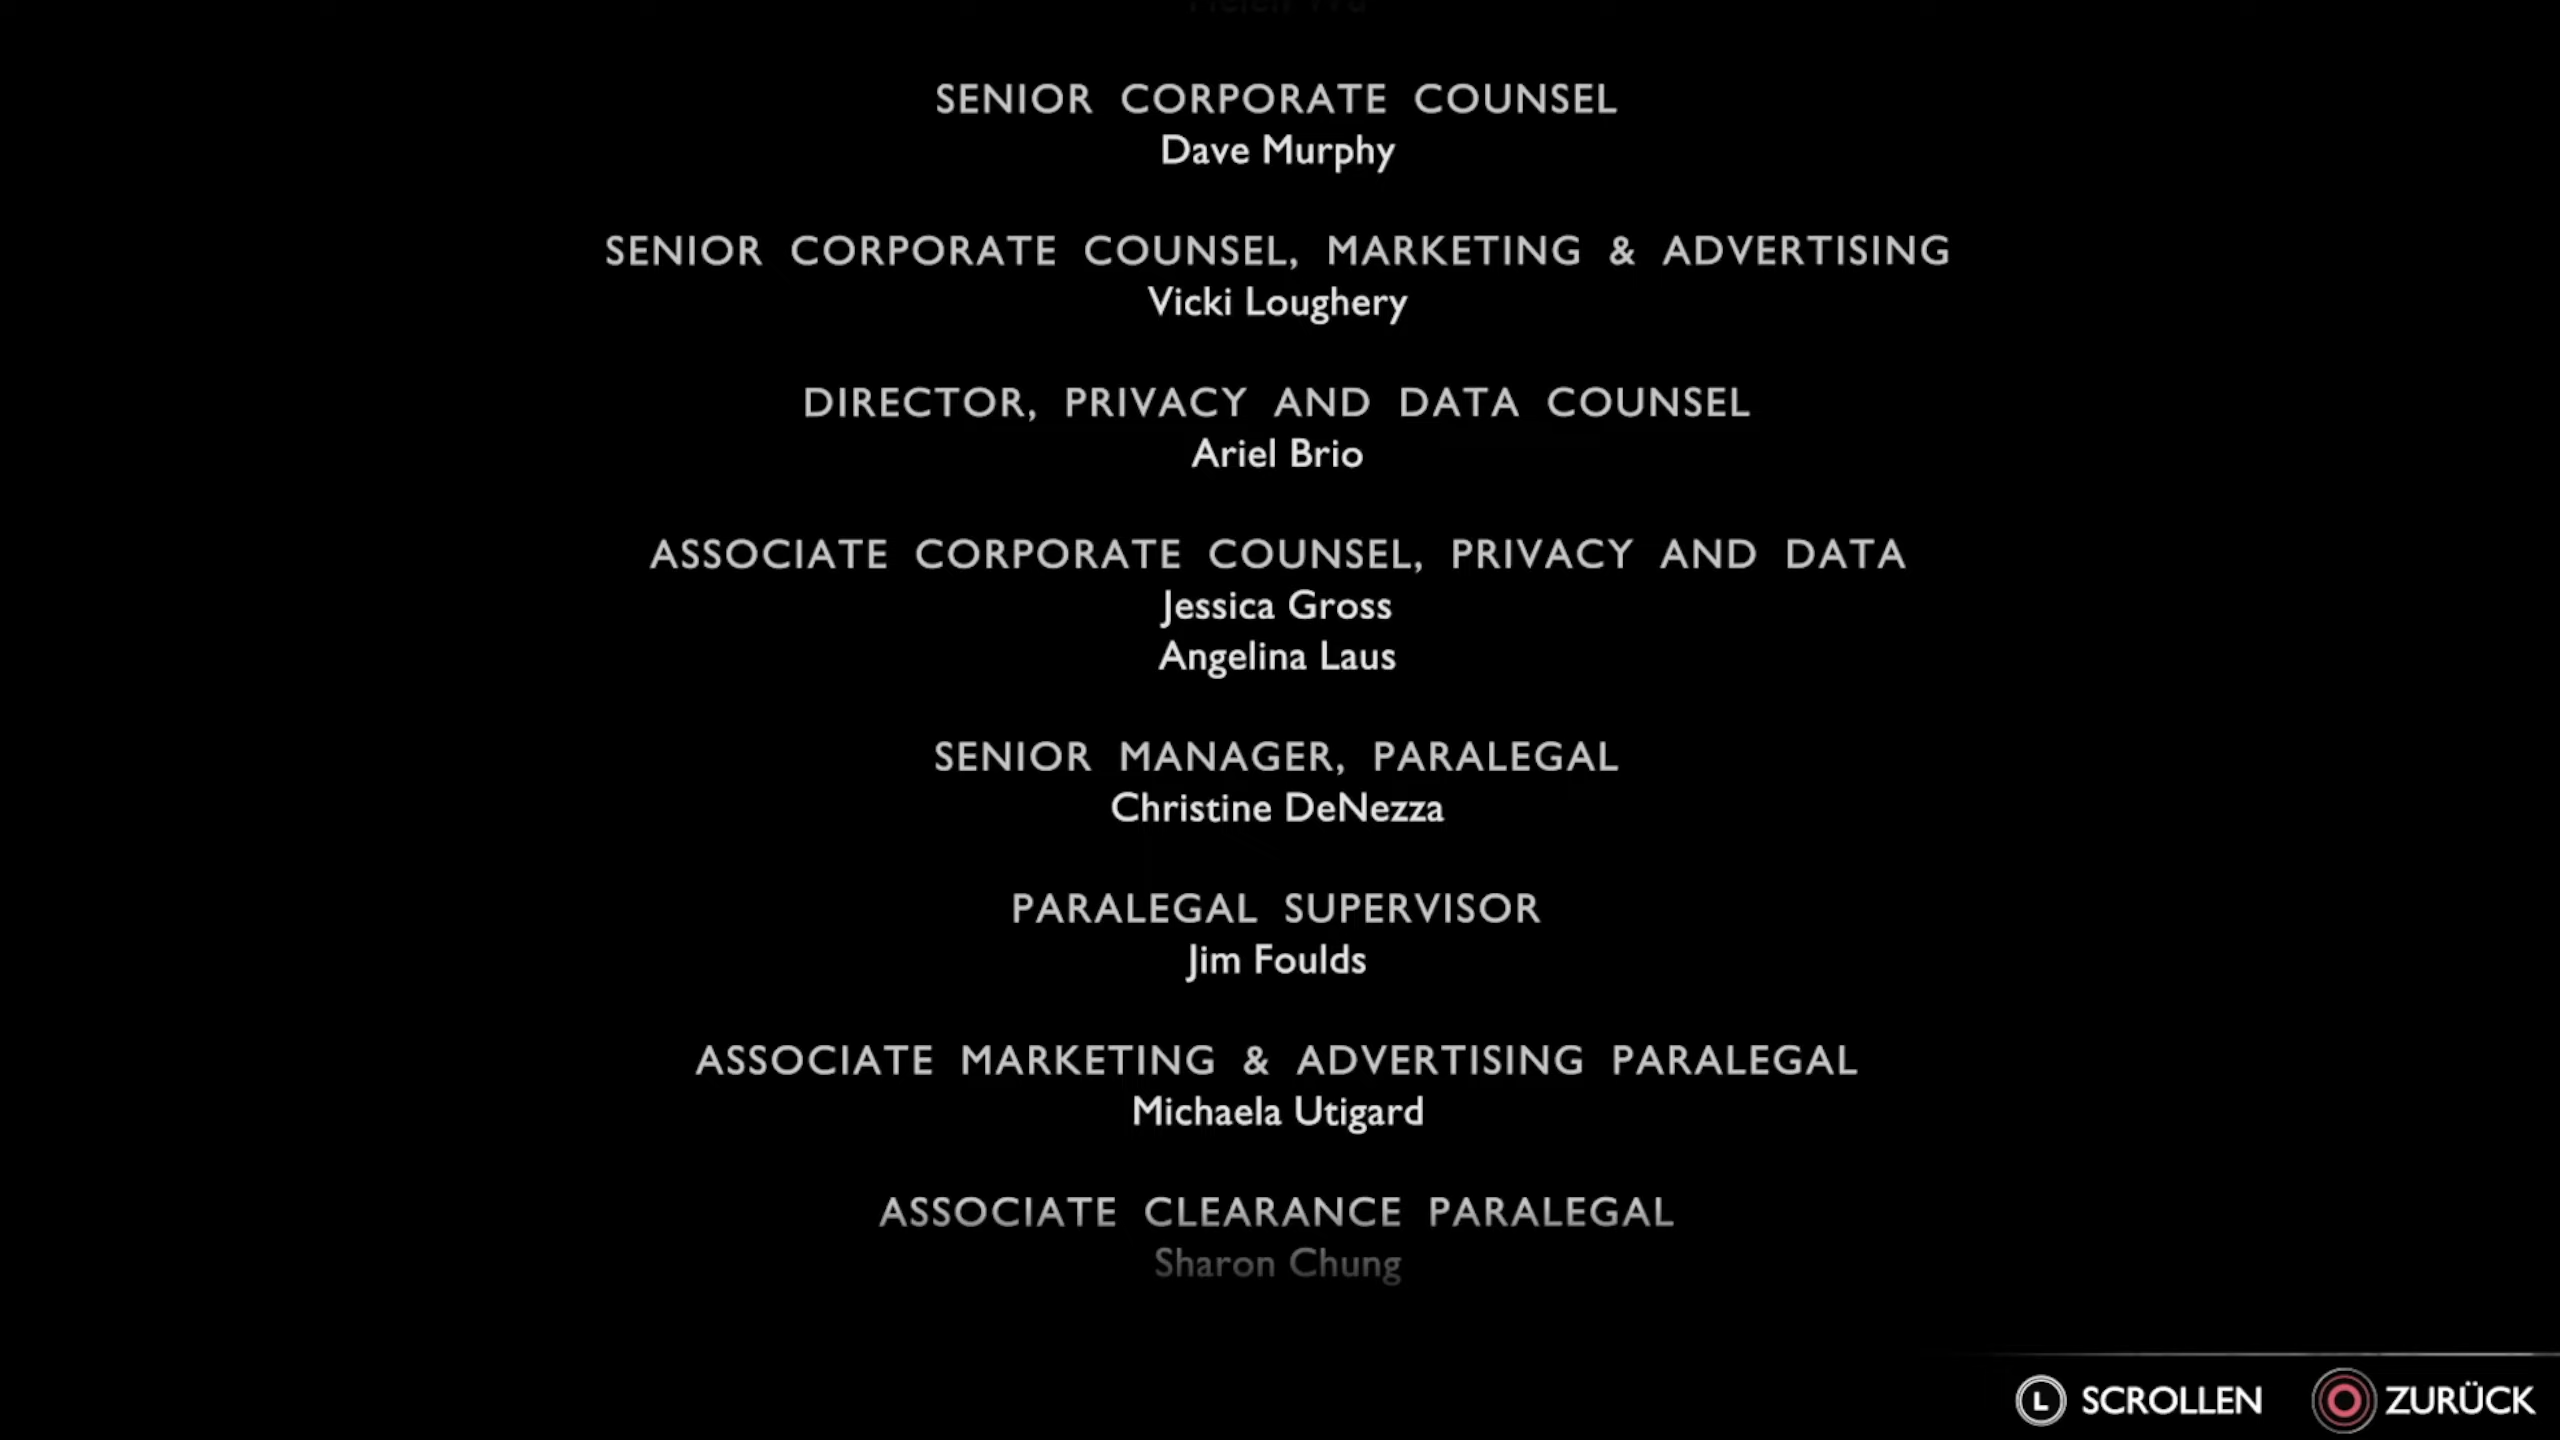 SENIOR CORPORATE COUNSEL
Dave Murphy
SENIOR CORPORATE COUNSEL, MARKETING & ADVERTISING
Vicki Loughery
DIRECTOR, PRIVACY AND DATA COUNSEL
Ariel Brio
ASSOCIATE CORPORATE COUNSEL, PRIVACY AND DATA
Jessica Gross
Angelina Laus
SENIOR MANAGER, PARALEGAL
Christine DeNezza
PARALEGAL SUPERVISOR
Jim Foulds
ASSOCIATE MARKETING & ADVERTISING PARALEGAL
Michaela Utigard
ASSOCIATE CLEARANCE PARALEGAL
Sharon Chung
L SCROLLEN ZURÜCK